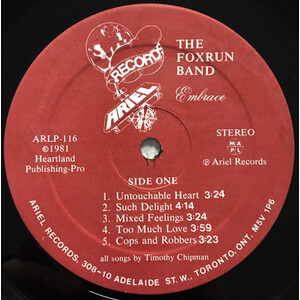 RECORDS
ARIEL
THE
FOXRUN
BAND
Embrace
ARLP-116
©1981
Heartland
Publishing-Pro
STEREO
MAPL
℗ Ariel Records
SIDE ONE
1. Untouchable Heart 3:24
2. Such Delight 4:14
3. Mixed Feelings 3:24
4. Too Much Love 3:59
5. Cops and Robbers 3:23
all songs by Timothy Chipman
ARIEL RECORDS, 308-10 ADELAIDE ST. W., TORONTO, ONT. M5V 1P6